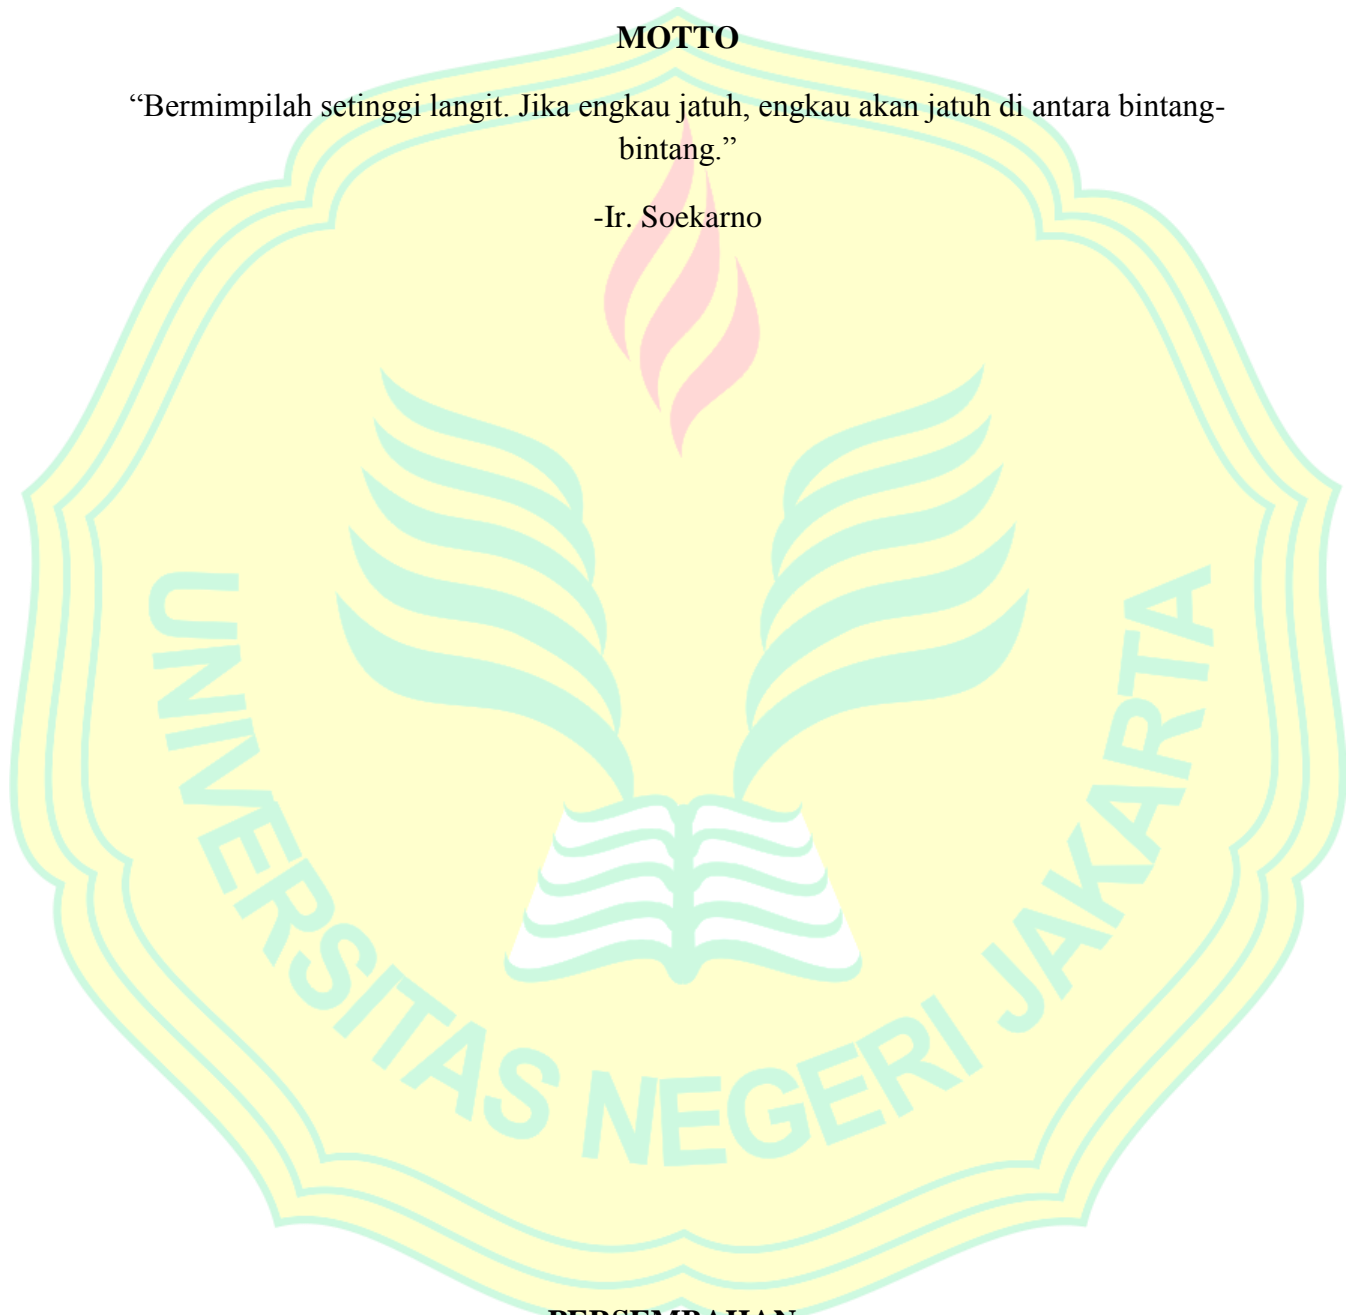 MOTTO
“Bermimpilah setinggi langit. Jika engkau jatuh, engkau akan jatuh di antara bintang-
bintang.”
-Ir. Soekarno
UNIVERSITAS NEGERI JAKARTA
PERSEMBAHAN